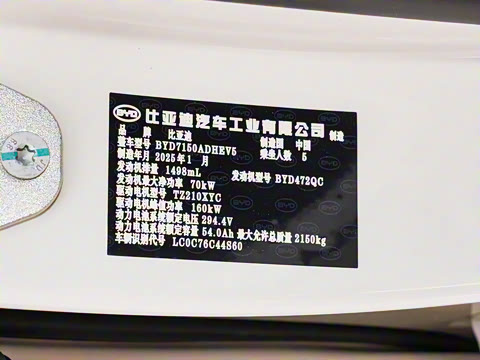 BYD 比亚迪汽车工业有限公司 制造
品 牌 比亚迪 制造国 中国
整车型号 BYD7150ADHEV5 乘坐人数 5
制造年月 2025年1 月
发动机排量 1498mL 发动机型号 BYD472QC
发动机最大净功率 70kW
驱动电机型号 TZ210XYC
驱动电机峰值功率 160kW
动力电池系统额定电压 294.4V
动力电池系统额定容量 54.0Ah 最大允许总质量 2150kg
车辆识别代号 LC0C76C44S60